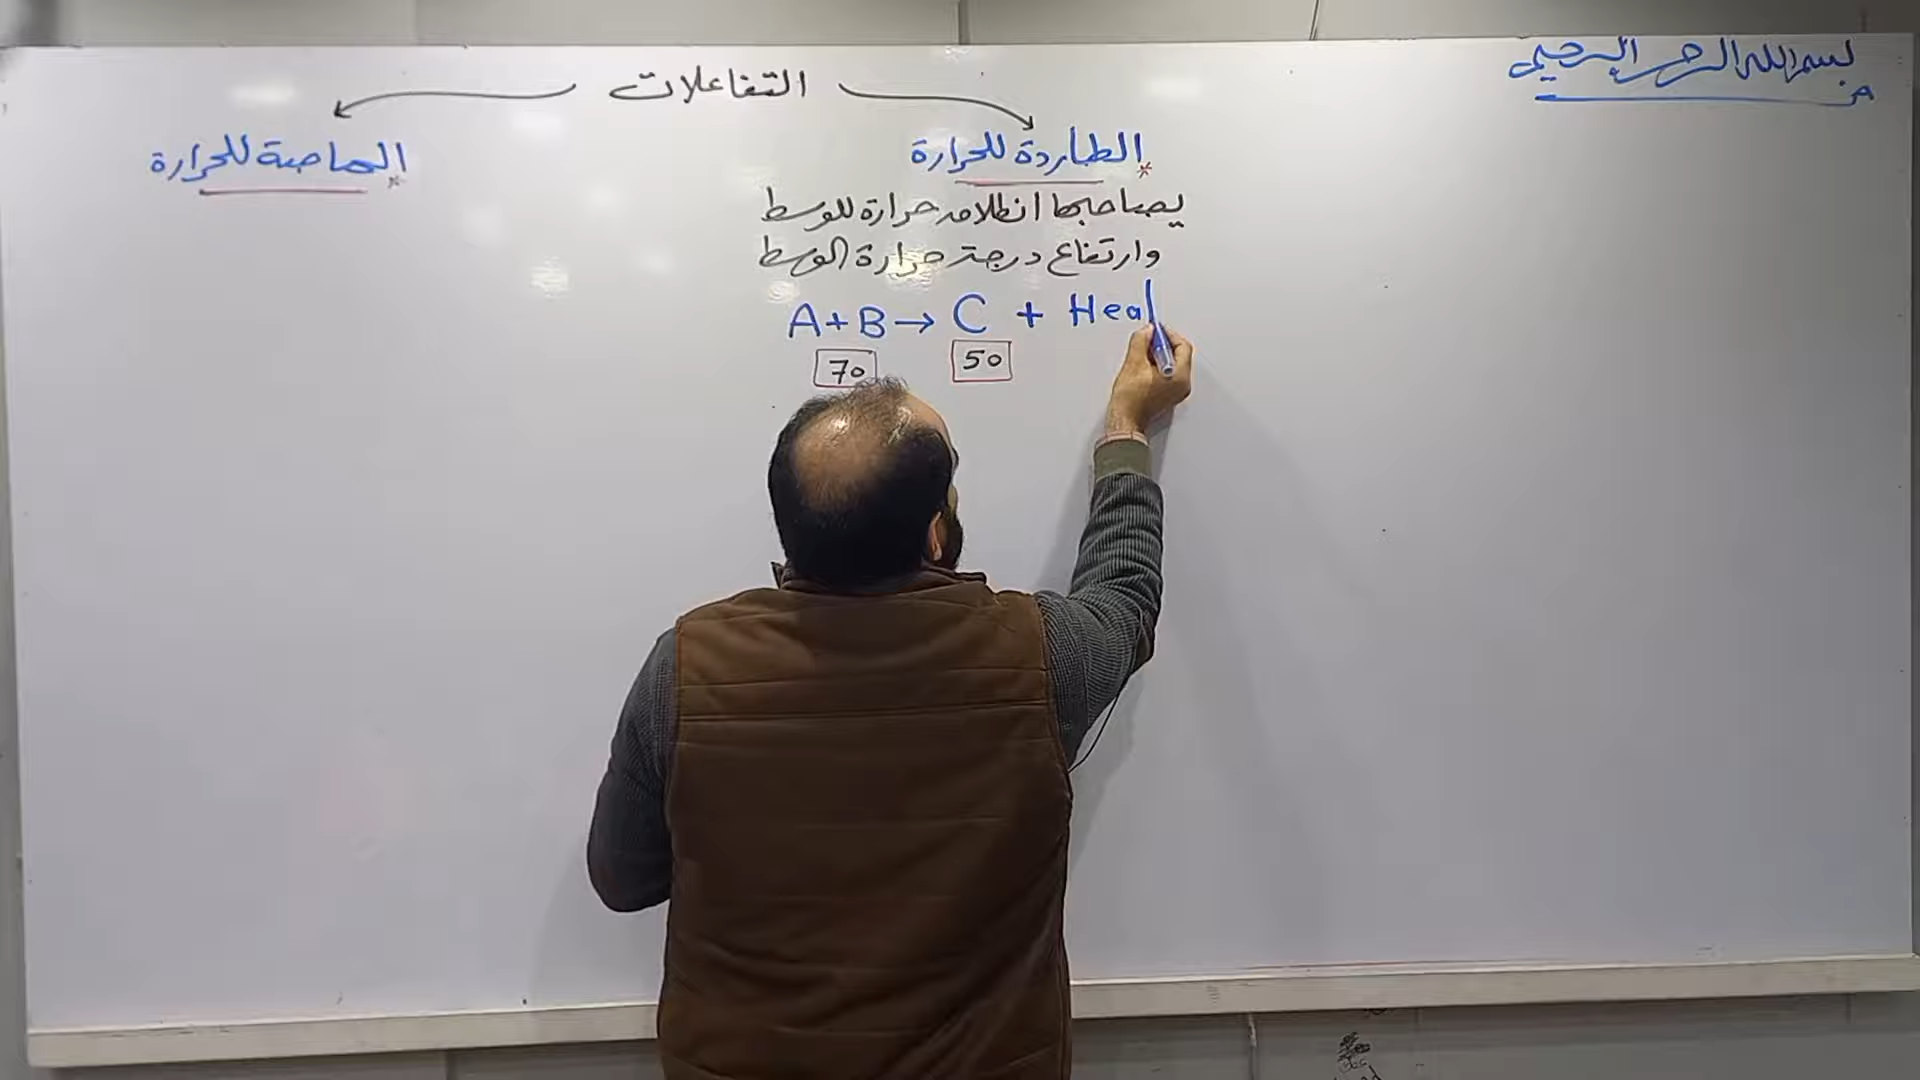 بسم الله الرحمن الرحيم
التفاعلات
الطاردة للحرارة
يصاحبها انطلاق حرارة للوسط
وارتفاع درجة حرارة الوسط
A+B→ C + Heat
70
50
الماصة للحرارة